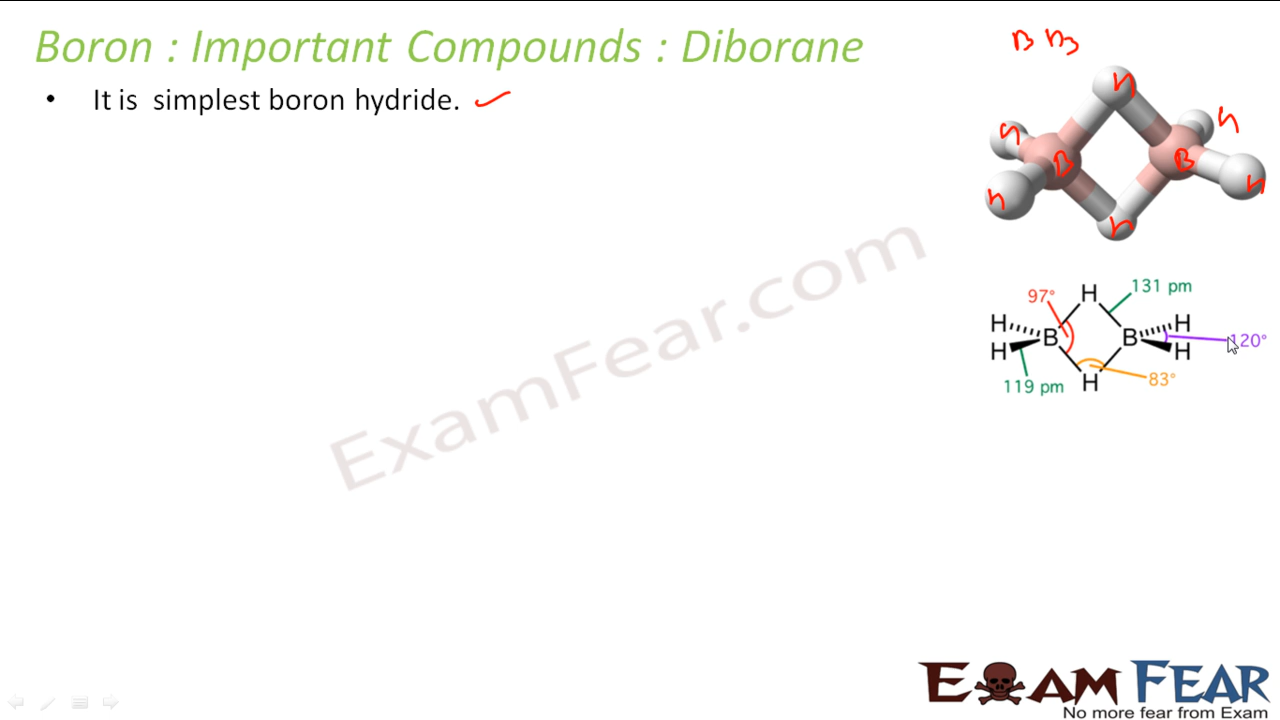 Boron : Important Compounds : Diborane
• It is simplest boron hydride.
B H3
H
H
H
B
B
H
H
H
131 pm
97°
H
H
B
B
H
H
H
120°
119 pm
H
83°
ExamFear.com
EXAM FEAR
No more fear from Exam